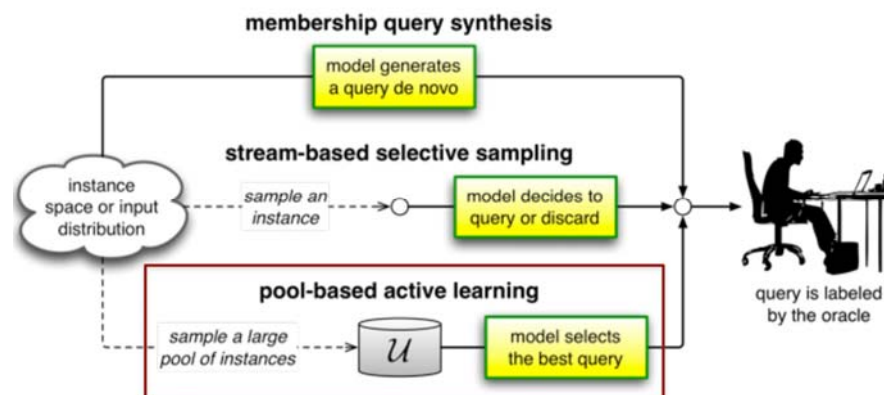 membership query synthesis
model generates
a query de novo
stream-based selective sampling
instance
space or input
distribution
sample an
instance
model decides to
query or discard
pool-based active learning
sample a large
pool of instances
U
model selects
the best query
query is labeled
by the oracle